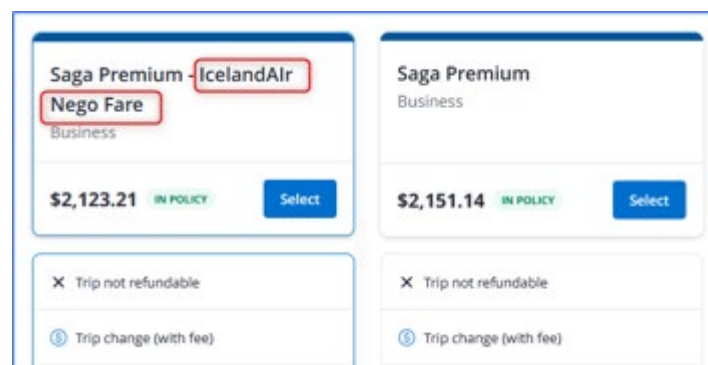 Saga Premium - IcelandAIr
Nego Fare
Business
$2,123.21 IN POLICY Select
Trip not refundable
Trip change (with fee)
Saga Premium
Business
$2,151.14 IN POLICY Select
Trip not refundable
Trip change (with fee)